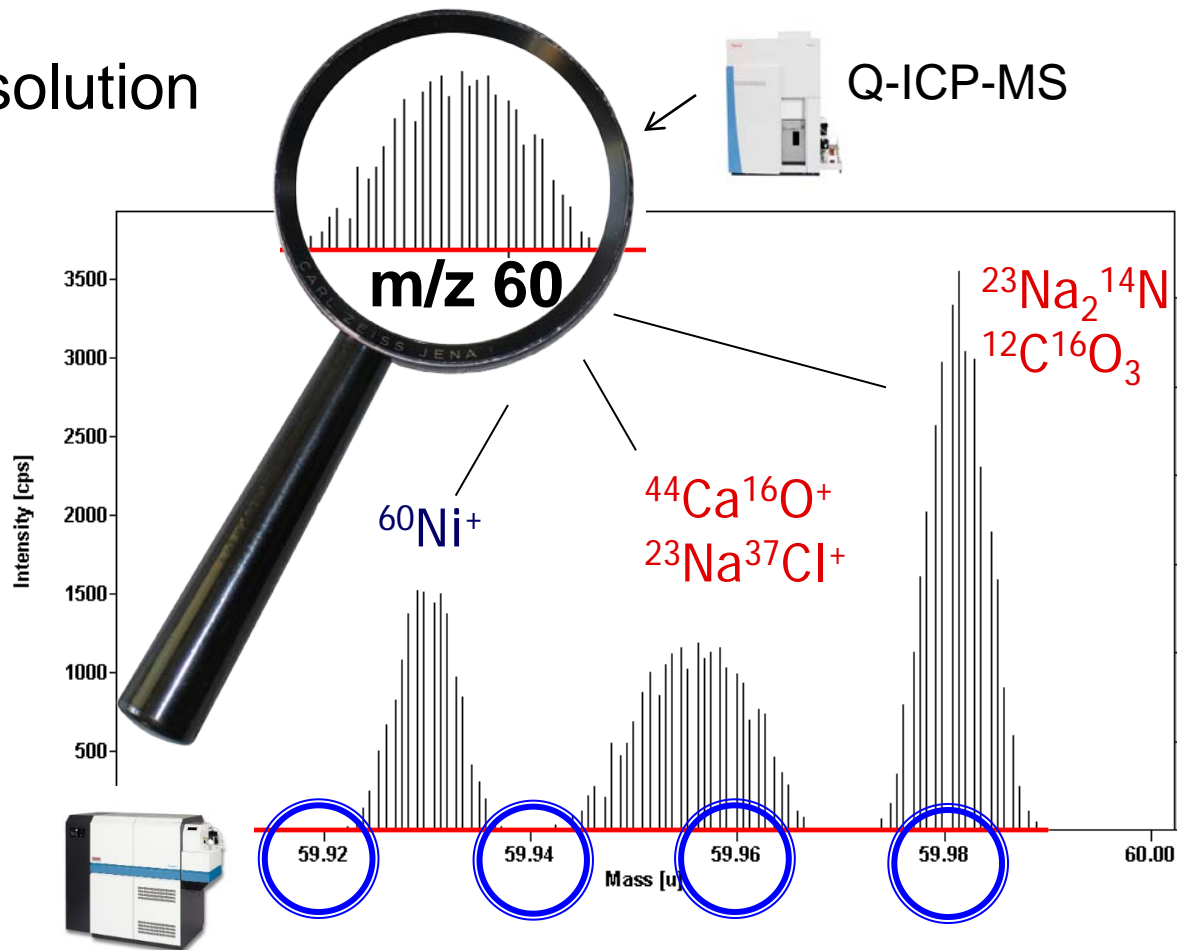 solution
Q-ICP-MS
m/z 60
CARL ZEISS JENA
²³Na₂¹⁴N
¹²C¹⁶O₃
⁴⁴Ca¹⁶O⁺
²³Na³⁷Cl⁺
⁶⁰Ni⁺
Intensity [cps]
3500
3000
2500
2000
1500
1000
500
59.92
59.94
59.96
59.98
60.00
Mass [u]